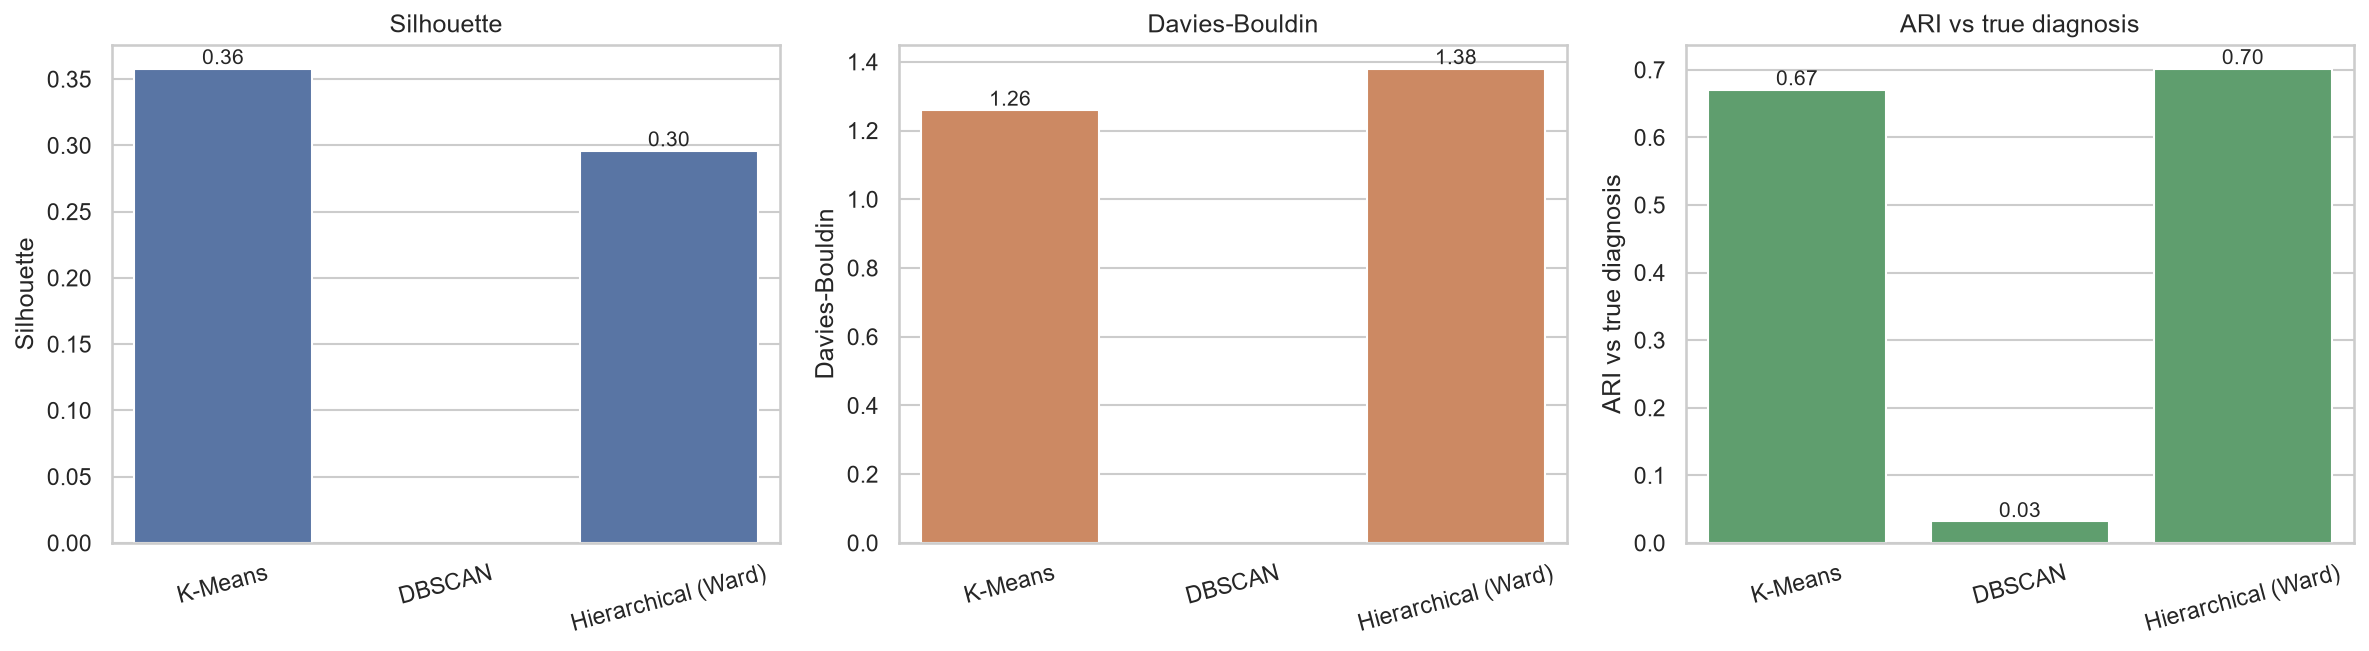 Silhouette
0.36
0.30
0.35
0.30
0.25
0.20
0.15
0.10
0.05
0.00
Silhouette
K-Means
DBSCAN
Hierarchical (Ward)
Davies-Bouldin
1.26
1.38
1.4
1.2
1.0
0.8
0.6
0.4
0.2
0.0
Davies-Bouldin
K-Means
DBSCAN
Hierarchical (Ward)
ARI vs true diagnosis
0.67
0.03
0.70
0.7
0.6
0.5
0.4
0.3
0.2
0.1
0.0
ARI vs true diagnosis
K-Means
DBSCAN
Hierarchical (Ward)